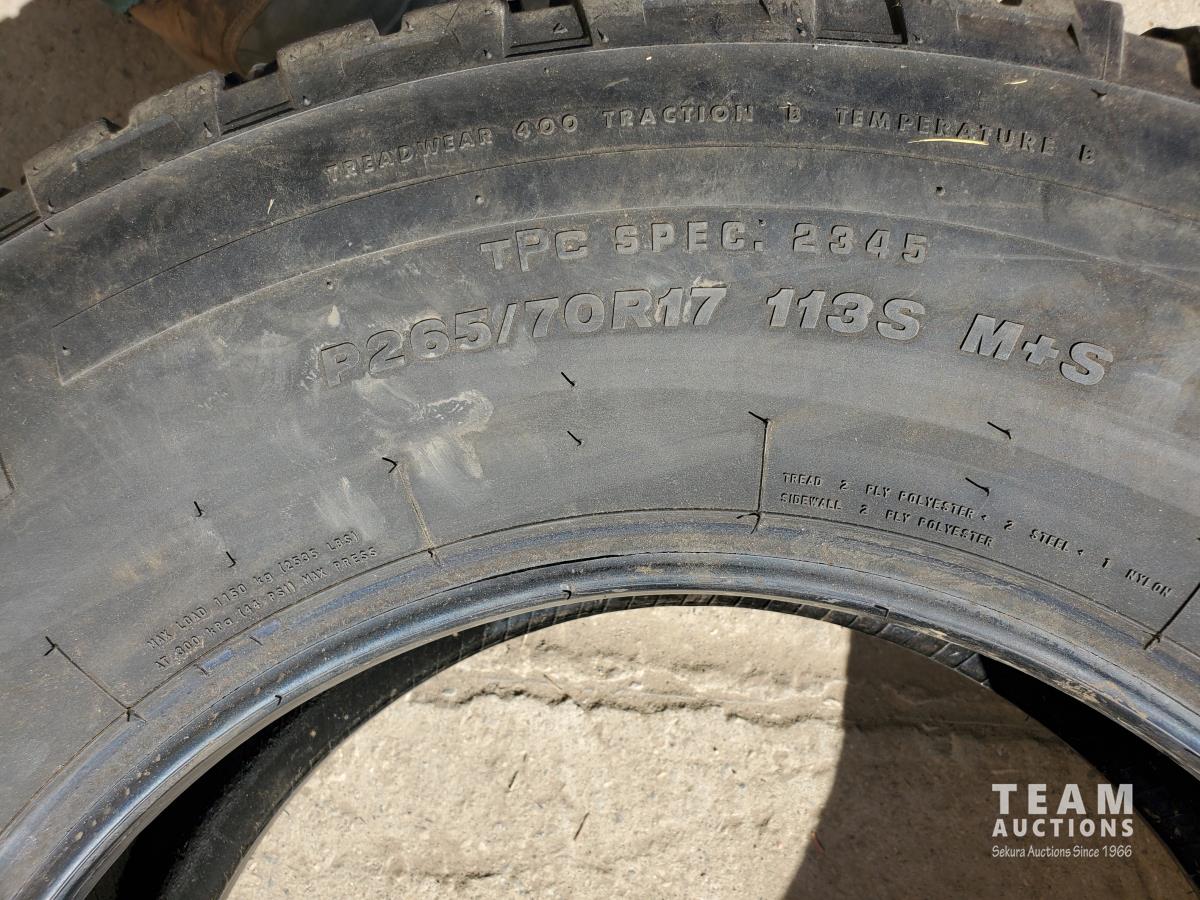 TREADWEAR 400 TRACTION B TEMPERATURE B
TPC SPEC. 2345
P265/70R17 113S M+S
TREAD 2 PLY POLYESTER < 2 STEEL < 1 NYLON
SIDEWALL 2 PLY POLYESTER
MAX LOAD 1150 kg (2535 LBS)
AT 300 kPa (44 PSI) MAX PRESS
TEAM
AUCTIONS
Sekura Auctions Since 1966